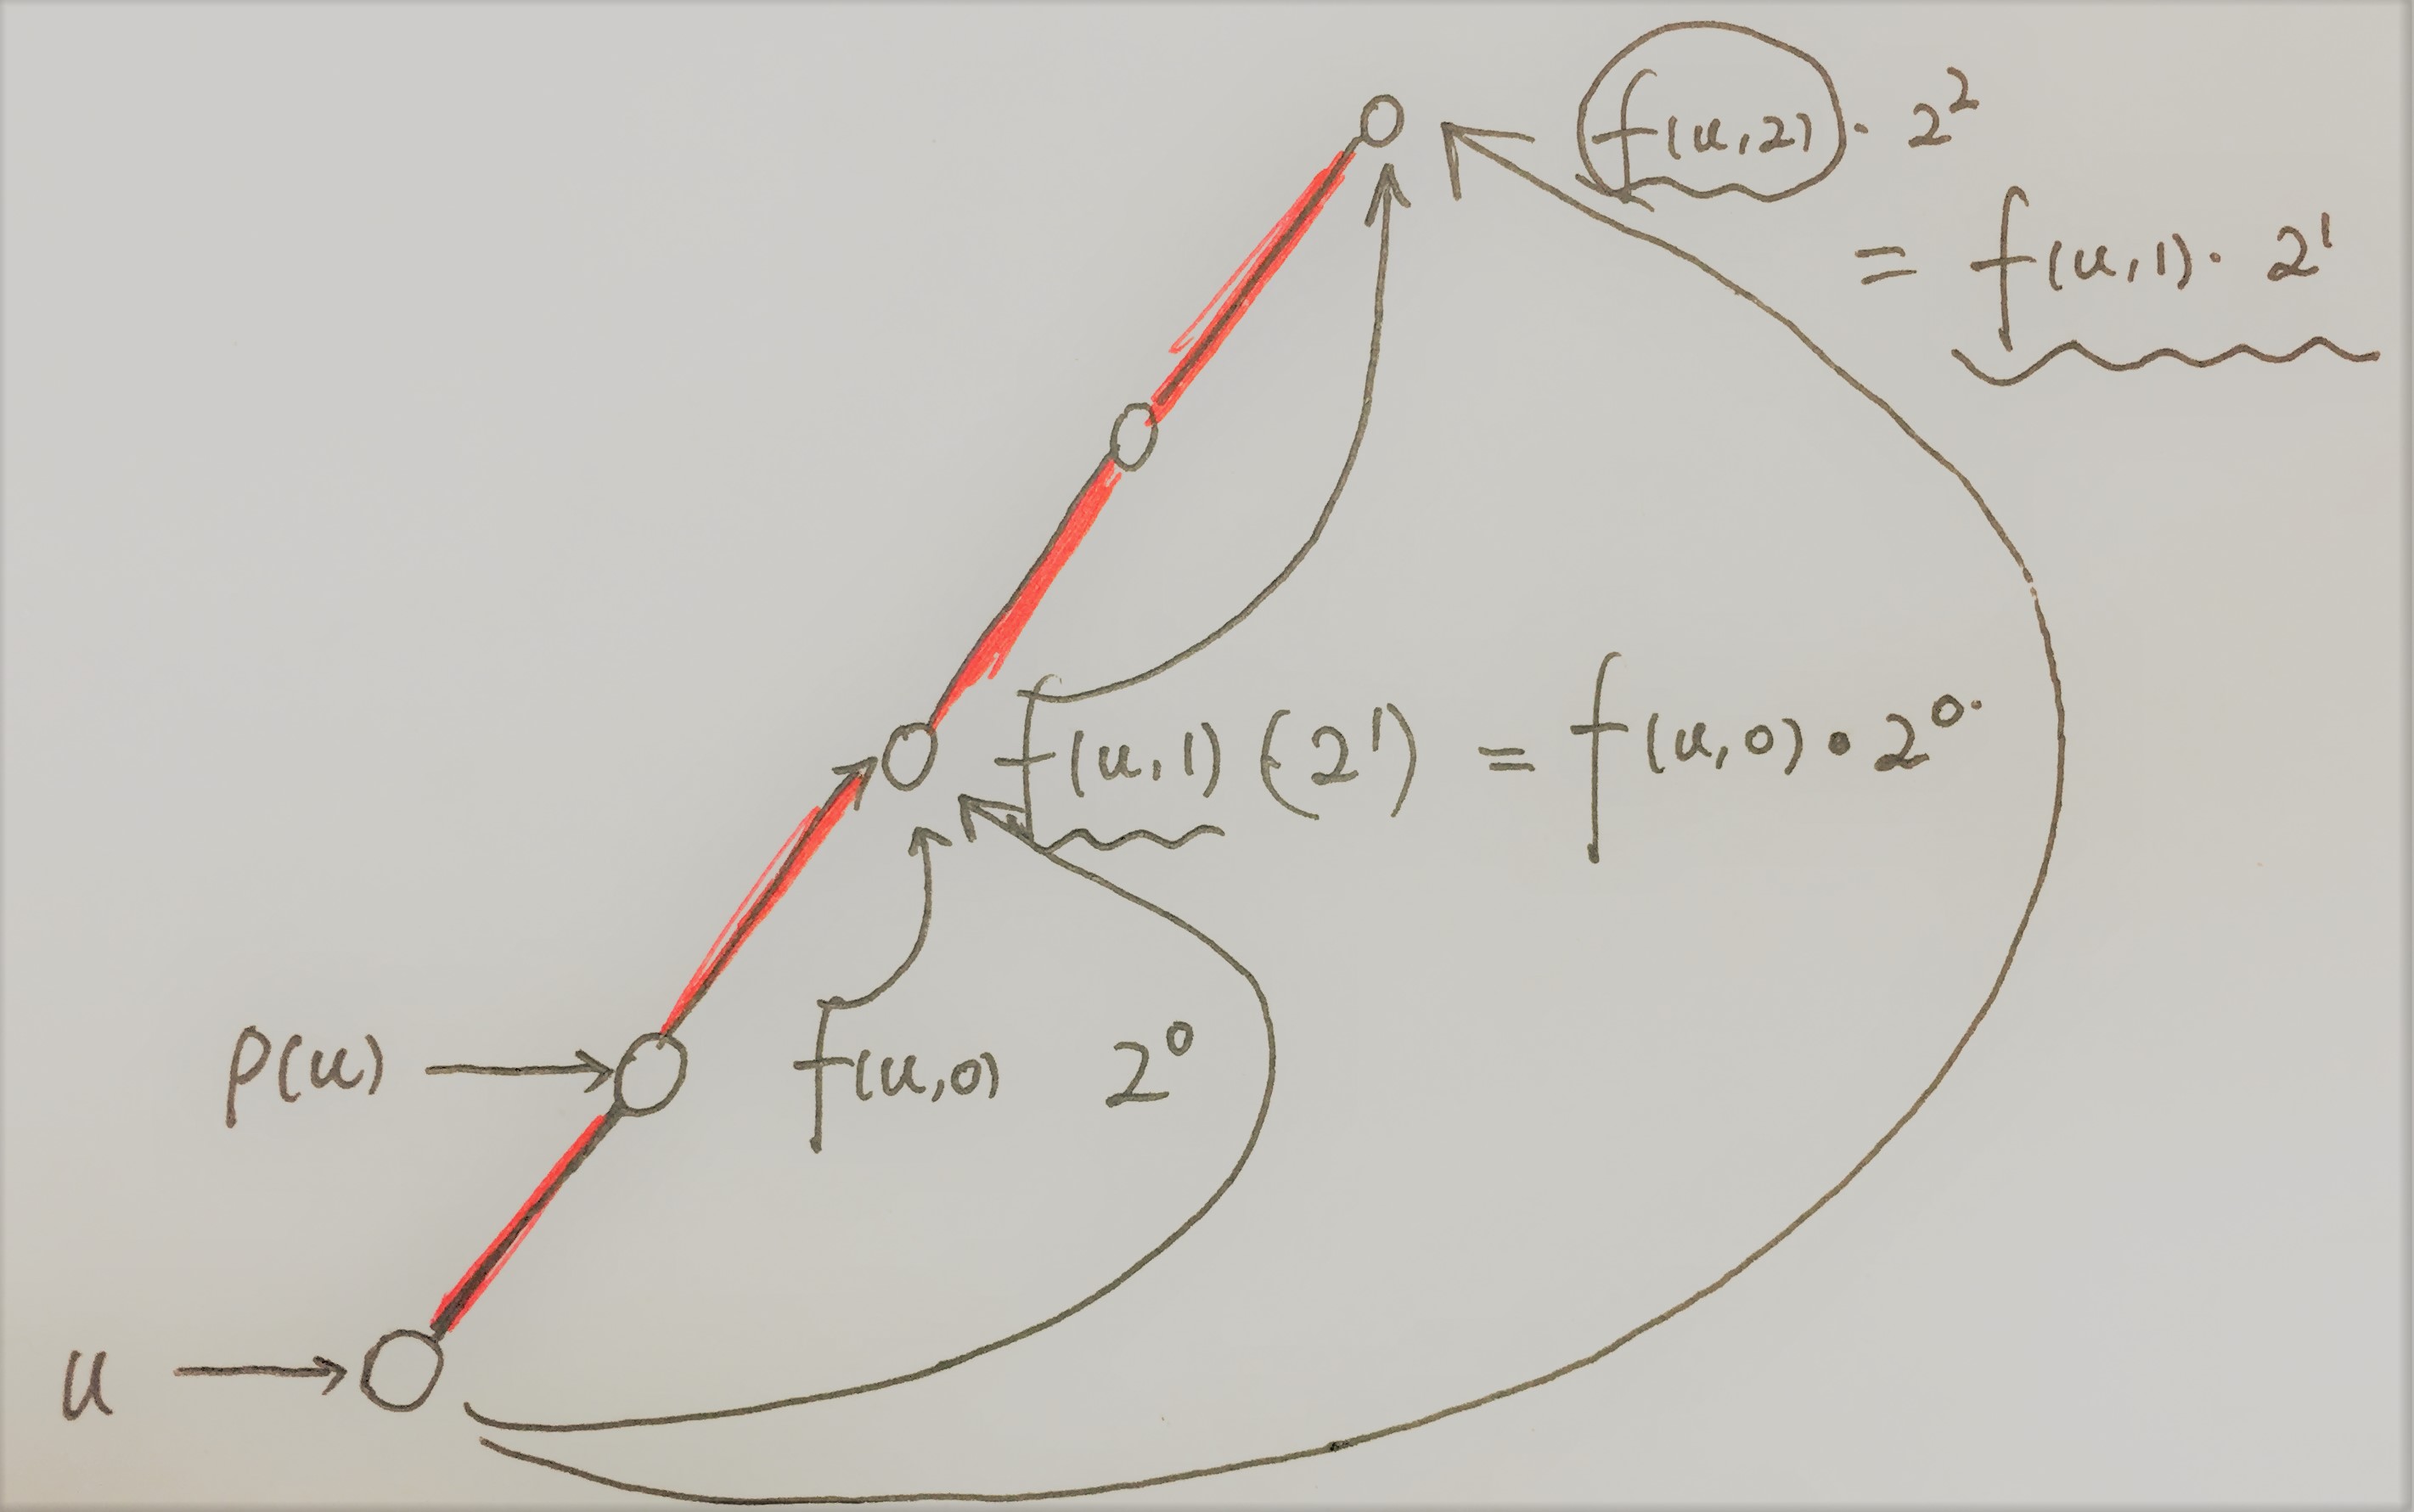 f(u,2) · 2²
= f(u,1) · 2¹
f(u,1) (2¹) = f(u,0) · 2⁰·
p(u) f(u,0) 2⁰
u